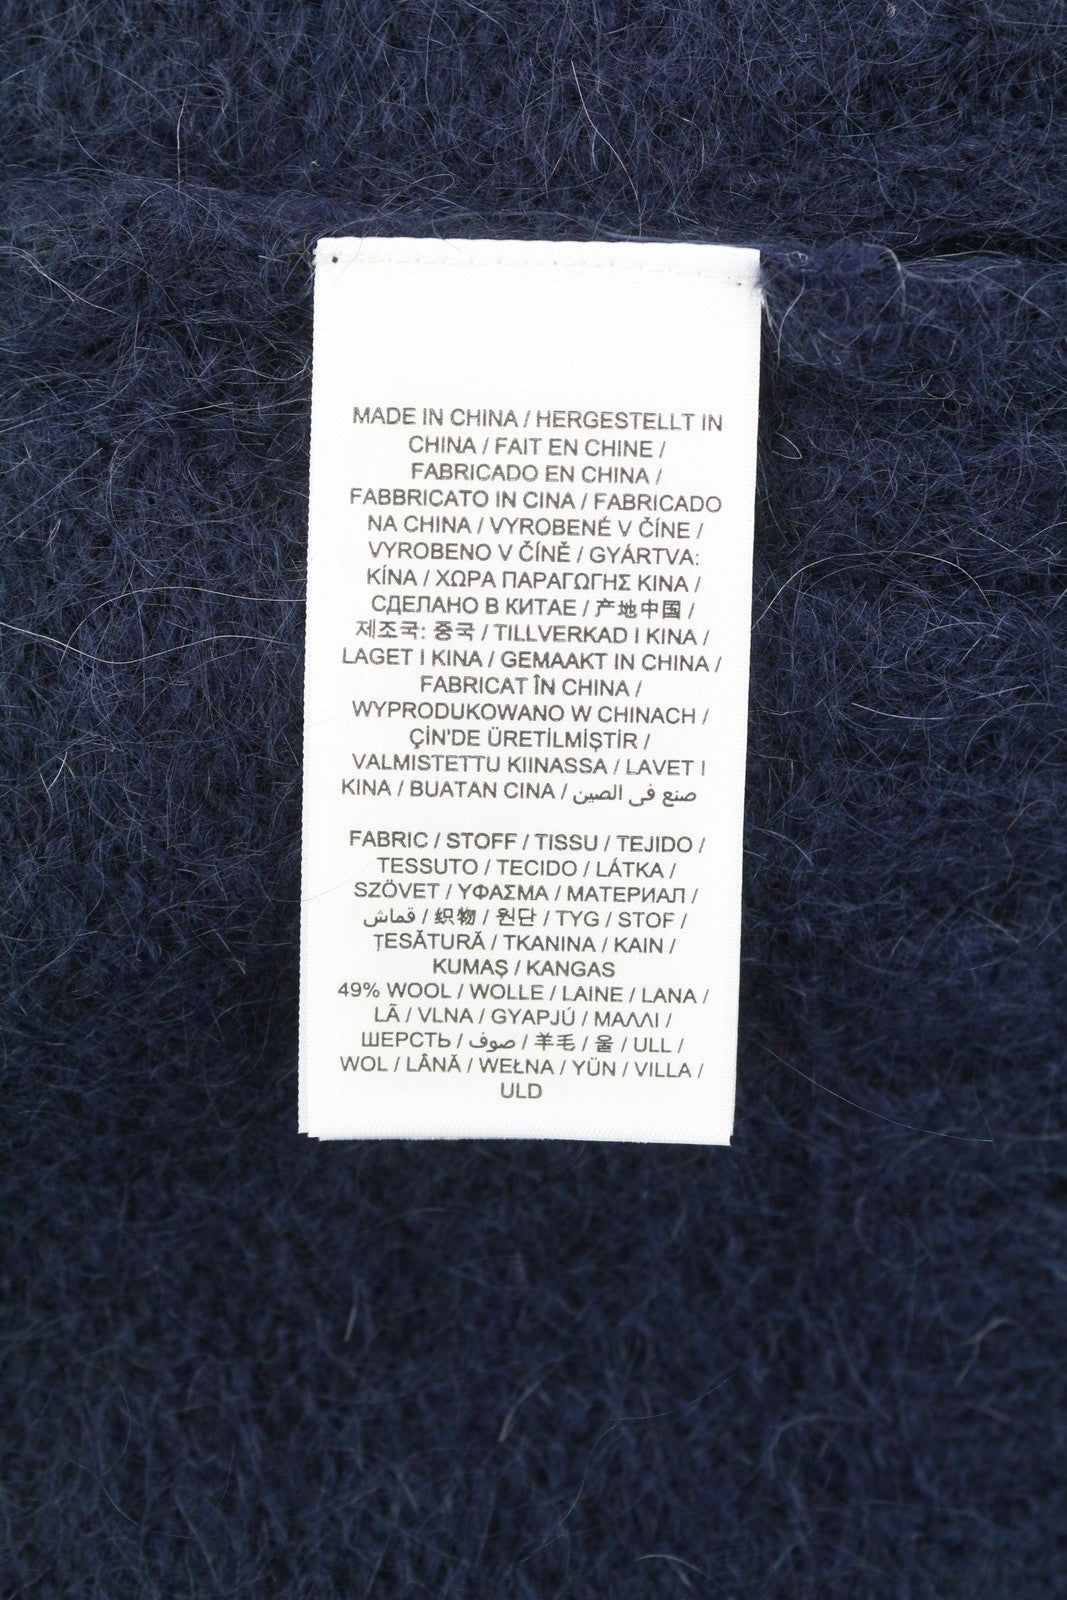 MADE IN CHINA / HERGESTELLT IN
CHINA / FAIT EN CHINE /
FABRICADO EN CHINA /
FABBRICATO IN CINA / FABRICADO
NA CHINA / VYROBENÉ V ČÍNE /
VYROBENO V ČÍNĚ / GYÁRTVA:
KÍNA / ΧΩΡΑ ΠΑΡΑΓΩΓΗΣ ΚΙΝΑ /
СДЕЛАНО В КИТАЕ / 产地中国 /
제조국: 중국 / TILLVERKAD I KINA /
LAGET I KINA / GEMAAKT IN CHINA /
FABRICAT ÎN CHINA /
WYPRODUKOWANO W CHINACH /
ÇİN'DE ÜRETİLMİŞTİR /
VALMISTETTU KIINASSA / LAVET I
KINA / BUATAN CINA / صنع في الصين
FABRIC / STOFF / TISSU / TEJIDO /
TESSUTO / TECIDO / LÁTKA /
SZÖVET / ΥΦΑΣΜΑ / МАТЕРИАЛ /
قماش / 织物 / 원단 / TYG / STOF /
ȚESĂTURĂ / TKANINA / KAIN /
KUMAŞ / KANGAS
49% WOOL / WOLLE / LAINE / LANA /
LÃ / VLNA / GYAPJÚ / ΜΑΛΛΙ /
ШЕРСТЬ / صوف / 羊毛 / 울 / ULL /
WOL / LÂNĂ / WEŁNA / YÜN / VILLA /
ULD